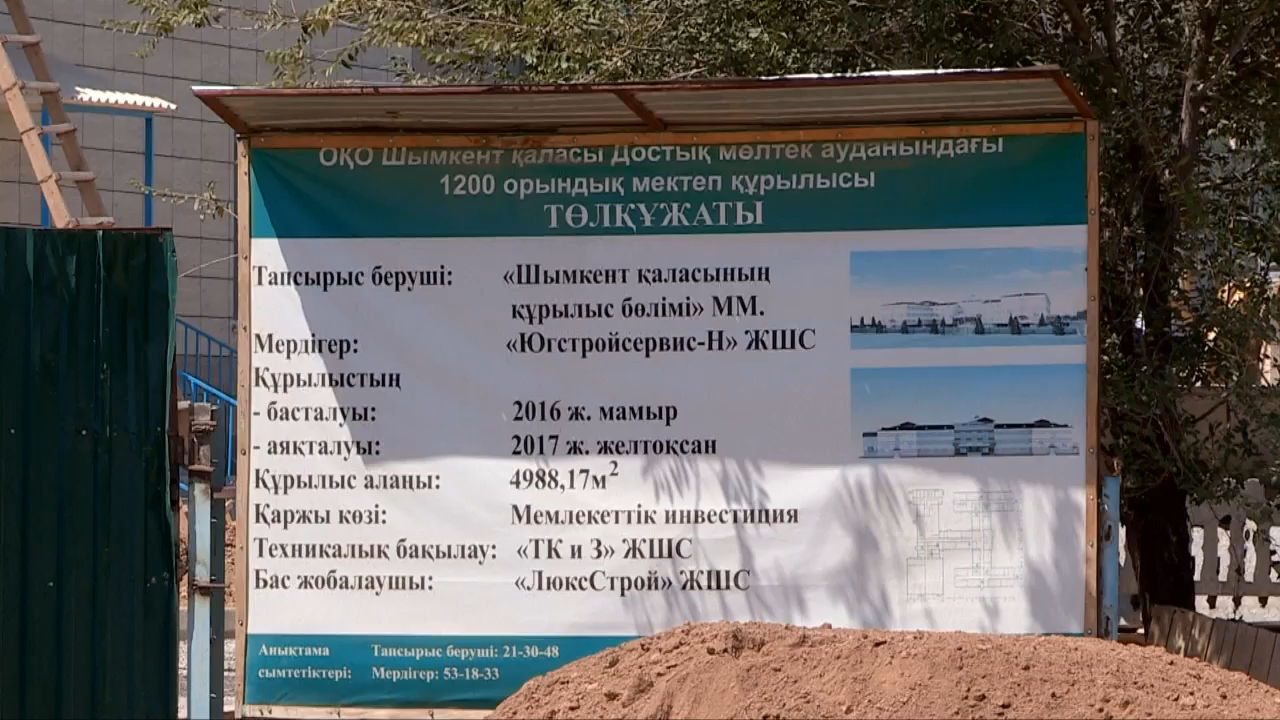 ОҚО Шымкент қаласы Достық мөлтек ауданындағы
1200 орындық мектеп құрылысы
ТӨЛҚҰЖАТЫ
Тапсырыс беруші: «Шымкент қаласының
құрылыс бөлімі» ММ.
Мердігер: «Югстройсервис-Н» ЖШС
Құрылыстың
- басталуы: 2016 ж. мамыр
- аяқталуы: 2017 ж. желтоқсан
Құрылыс алаңы: 4988,17м²
Қаржы көзі: Мемлекеттік инвестиция
Техникалық бақылау: «ТК и З» ЖШС
Бас жобалаушы: «ЛюксСтрой» ЖШС
Анықтама Тапсырыс беруші: 21-30-48
сымтетіктері: Мердігер: 53-18-33